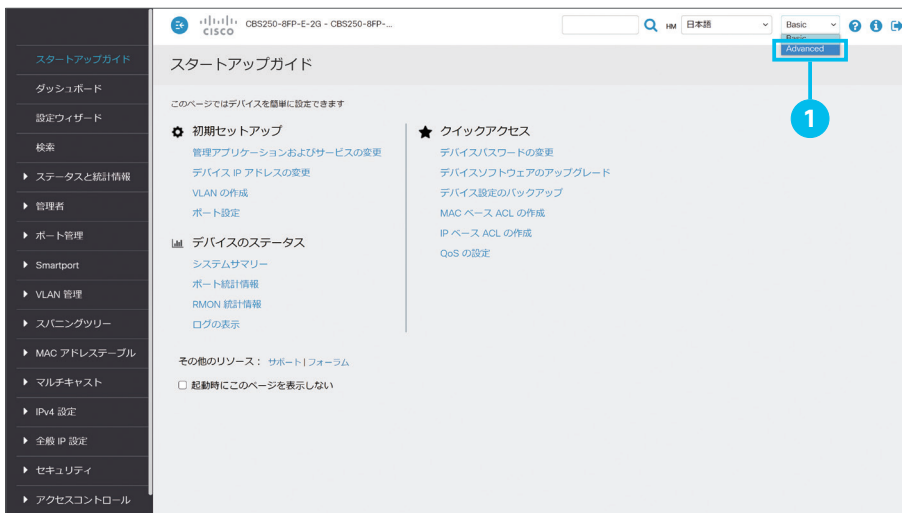 CISCO
CBS250-8FP-E-2G - CBS250-8FP-...
HM
日本語
Basic
Basic
Advanced
1
スタートアップガイド
ダッシュボード
設定ウィザード
検索
ステータスと統計情報
管理者
ポート管理
Smartport
VLAN 管理
スパニングツリー
MAC アドレステーブル
マルチキャスト
IPv4 設定
全般 IP 設定
セキュリティ
アクセスコントロール
スタートアップガイド
このページではデバイスを簡単に設定できます
初期セットアップ
管理アプリケーションおよびサービスの変更
デバイス IP アドレスの変更
VLAN の作成
ポート設定
デバイスのステータス
システムサマリー
ポート統計情報
RMON 統計情報
ログの表示
クイックアクセス
デバイスパスワードの変更
デバイスソフトウェアのアップグレード
デバイス設定のバックアップ
MAC ベース ACL の作成
IP ベース ACL の作成
QoS の設定
その他のリソース： サポート | フォーラム
起動時にこのページを表示しない